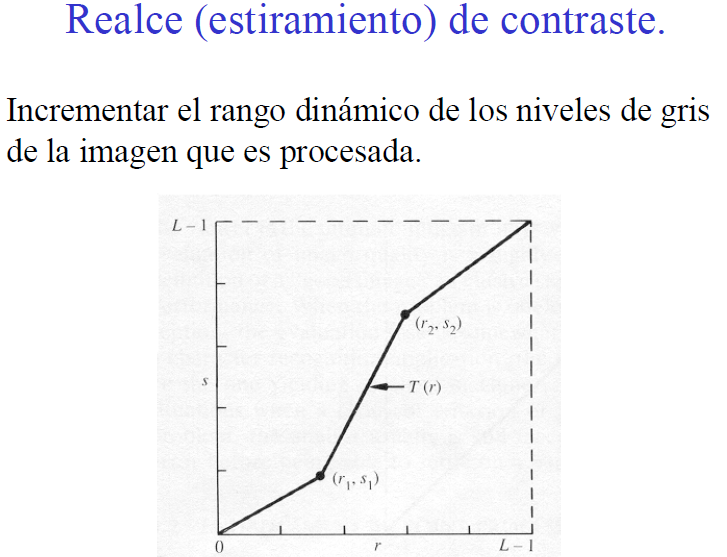 Realce (estiramiento) de contraste.
Incrementar el rango dinámico de los niveles de gris
de la imagen que es procesada.
L – 1
(r₂, s₂)
s
T (r)
(r₁, s₁)
0
r
L – 1